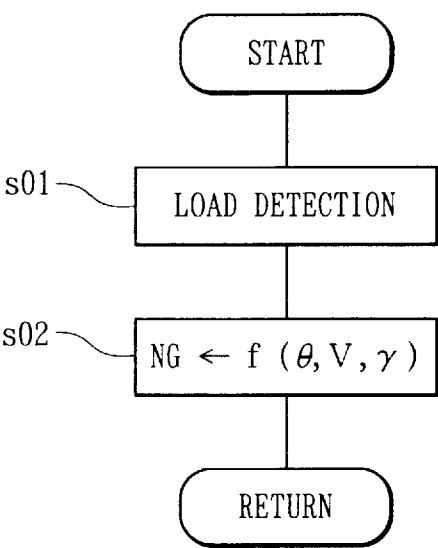 START
s01
LOAD DETECTION
s02
NG ← f (θ, V, γ)
RETURN